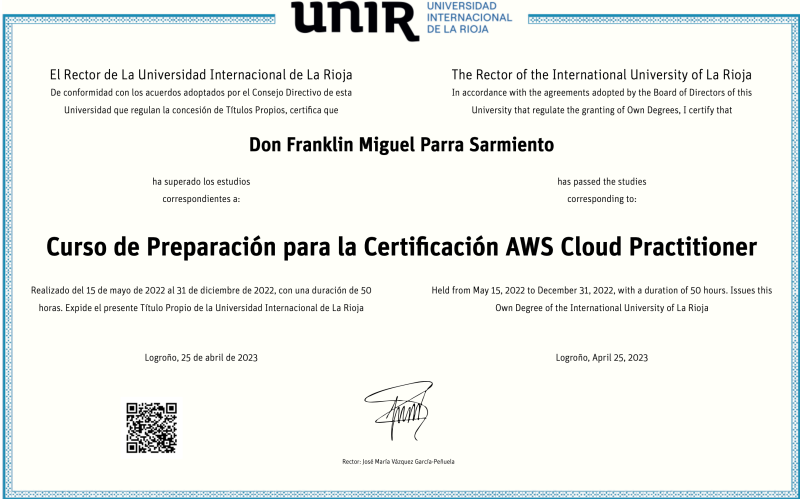 uniR
UNIVERSIDAD
INTERNACIONAL
DE LA RIOJA
El Rector de La Universidad Internacional de La Rioja
De conformidad con los acuerdos adoptados por el Consejo Directivo de esta
Universidad que regulan la concesión de Títulos Propios, certifica que
The Rector of the International University of La Rioja
In accordance with the agreements adopted by the Board of Directors of this
University that regulate the granting of Own Degrees, I certify that
Don Franklin Miguel Parra Sarmiento
ha superado los estudios
correspondientes a:
has passed the studies
corresponding to:
Curso de Preparación para la Certificación AWS Cloud Practitioner
Realizado del 15 de mayo de 2022 al 31 de diciembre de 2022, con una duración de 50
horas. Expide el presente Título Propio de la Universidad Internacional de La Rioja
Held from May 15, 2022 to December 31, 2022, with a duration of 50 hours. Issues this
Own Degree of the International University of La Rioja
Logroño, 25 de abril de 2023
Logroño, April 25, 2023
Rector: José María Vázquez García-Peñuela